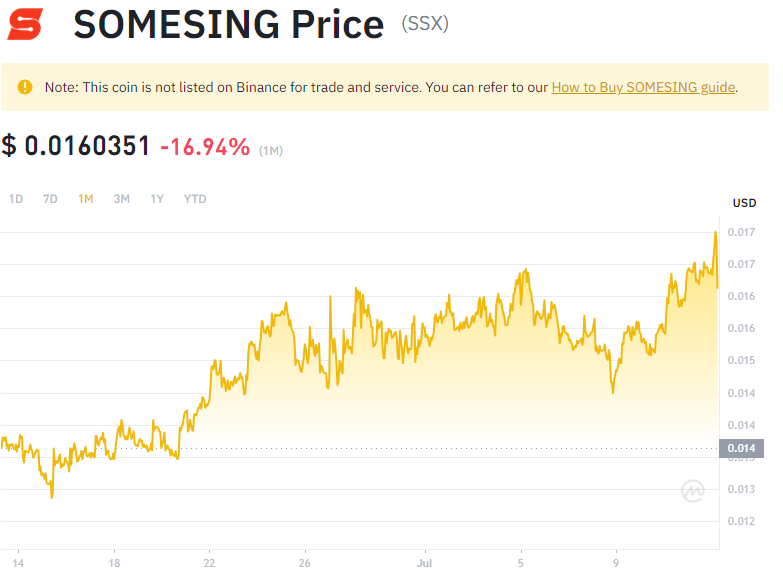 SOMESING Price (SSX)
Note: This coin is not listed on Binance for trade and service. You can refer to our How to Buy SOMESING guide.
$ 0.0160351 -16.94% (1M)
1D 7D 1M 3M 1Y YTD
USD
0.017
0.017
0.016
0.016
0.015
0.014
0.014
0.014
0.013
0.012
14 18 22 26 Jul 5 9